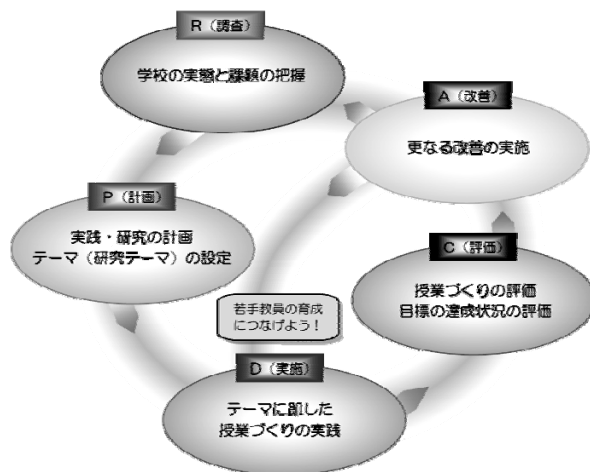 R（調査）
学校の実態と課題の把握
A（改善）
更なる改善の実施
P（計画）
実践・研究の計画
テーマ（研究テーマ）の設定
C（評価）
授業づくりの評価
目標の達成状況の評価
若手教員の育成
につなげよう！
D（実施）
テーマに即した
授業づくりの実践